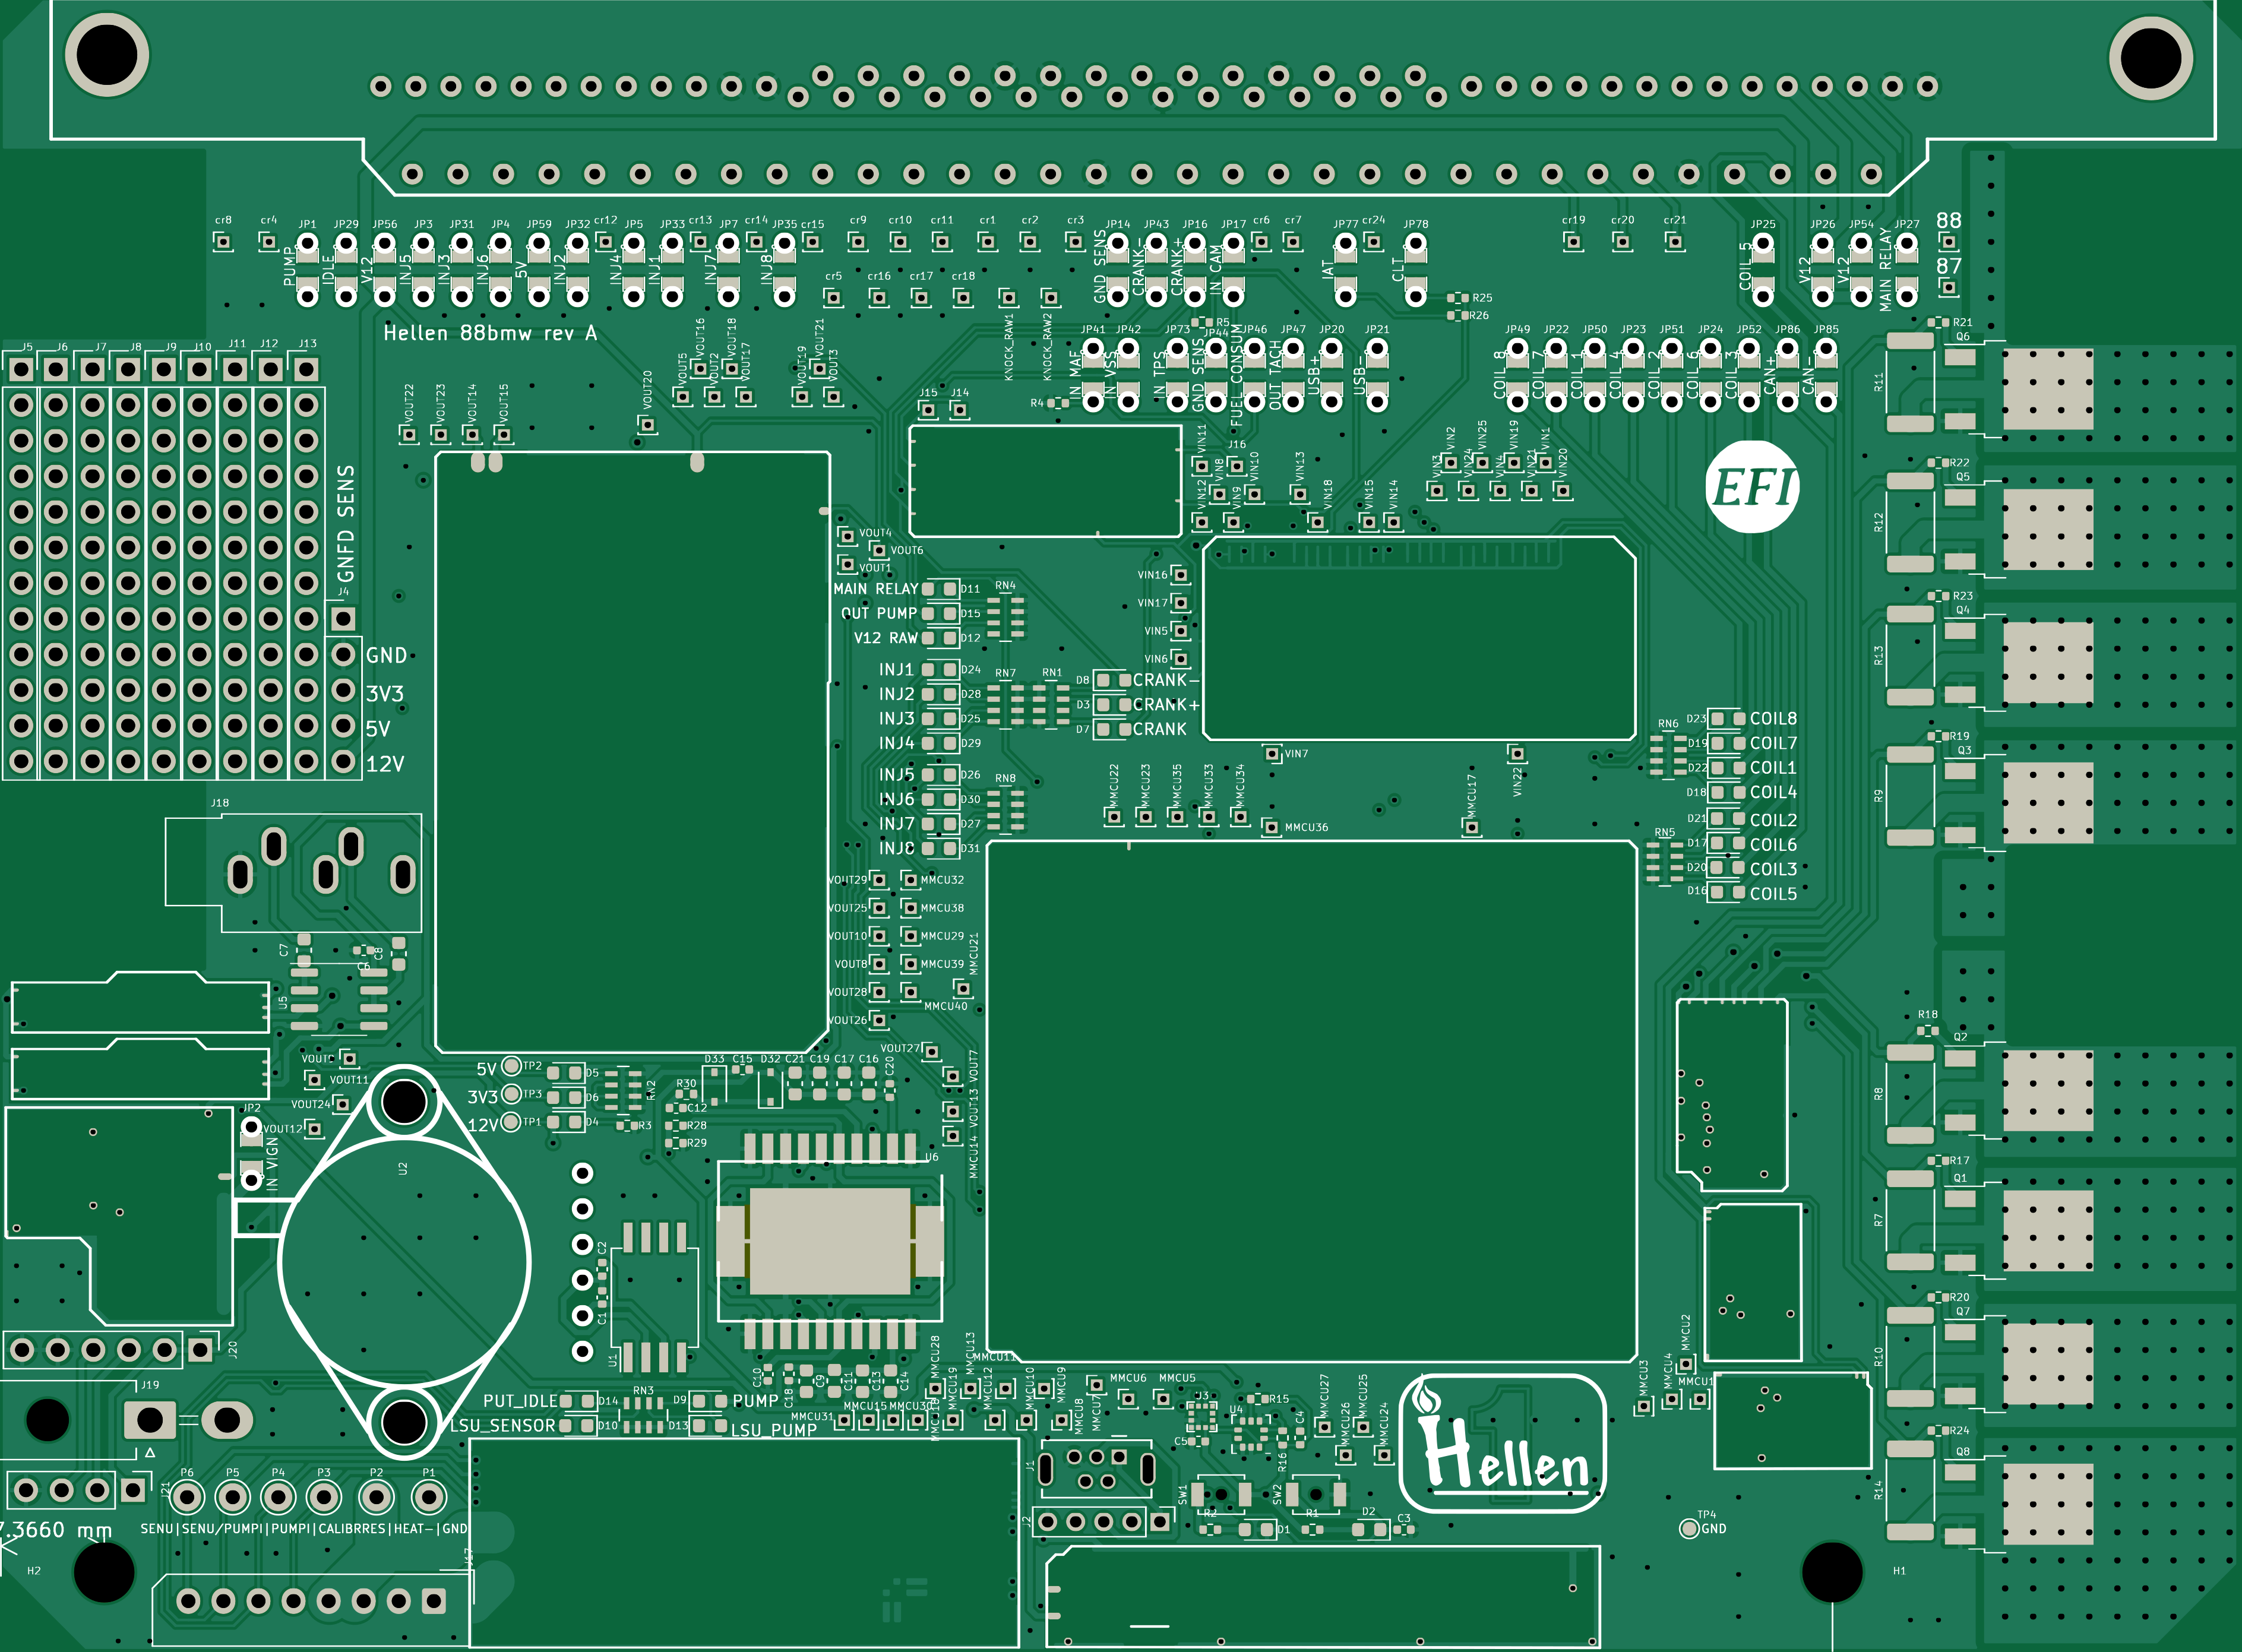 cr8 cr4 JP1 JP29 JP56 JP3 JP31 JP4 JP59 JP32 cr12 JP5 JP33 cr13 JP7 cr14 JP35 cr15 cr9 cr10 cr11 cr1 cr2 cr3 JP14 JP43 JP16 JP17 cr6 cr7 JP77 cr24 JP78 cr19 cr20 cr21 JP25 JP26 JP54 JP27 88
PUMP IDLE V12 INJ5 INJ3 INJ6 5V INJ2 INJ4 INJ1 INJ7 INJ8 GND SENS CRANK- CRANK+ IN CAM IAT CLT COIL 5 V12 V12 MAIN RELAY 87
cr5 cr16 cr17 cr18 KNOCK_RAW1 KNOCK_RAW2 R25
R26
Hellen 88bmw rev A
R5 R21
JP41 JP42 JP73 JP44 JP46 JP47 JP20 JP21 JP49 JP22 JP50 JP23 JP51 JP24 JP52 JP86 JP85 Q6
IN MAF IN VSS IN TPS GND SENS FUEL CONSUM OUT TACH USB+ USB- COIL 8 COIL 7 COIL 1 COIL 4 COIL 2 COIL 6 COIL 3 CAN+ CAN- R11
J5 J6 J7 J8 J9 J10 J11 J12 J13
VOUT16 VOUT18 VOUT21
VOUT5 VOUT2 VOUT17 VOUT19 VOUT3
VOUT22 VOUT23 VOUT14 VOUT15 VOUT20 J15 J14 R4
VIN11 J16 VIN2 VIN25 VIN19 VIN1 R22
VIN8 VIN10 VIN13 VIN3 VIN24 VIN4 VIN21 VIN20 Q5
VIN12 VIN9 VIN18 VIN15 VIN14 EFI R12
GNFD SENS
J4
VOUT4
VOUT6
VOUT1
VIN16
MAIN RELAY D11 RN4
VIN17 R23
OUT PUMP D15 Q4
VIN5
V12 RAW D12
GND VIN6 R13
INJ1 D24 RN7 RN1 D8 CRANK-
3V3 INJ2 D28 D3 CRANK+
5V INJ3 D25 D7 CRANK D23 COIL8
RN6
INJ4 D29 D19 COIL7 R19
Q3
12V VIN7 VIN22
INJ5 D26 RN8 D22 COIL1
INJ6 D30 D18 COIL4 R9
J18 MMCU22 MMCU23 MMCU35 MMCU33 MMCU34 MMCU17
INJ7 D27 MMCU36 D21 COIL2
RN5
INJ8 D31 D17 COIL6
D20 COIL3
VOUT29 MMCU32 D16 COIL5
VOUT25 MMCU38
VOUT10 MMCU29 MMCU21
C7 C6 C8
VOUT8 MMCU39
VOUT28 MMCU40
U5
VOUT26 R18
Q2
VOUT9 VOUT27 VOUT7
VOUT11 5V TP2 D5 RN2 D33 C15 D32 C21 C19 C17 C16 C20
VOUT24 3V3 TP3 D6 R30 C12 VOUT13 R8
JP2 VOUT12 12V TP1 D4 R3 R28
R29 U6 MMCU14
IN VIGN U2 R17
Q1
R7
C2
C1 R20
Q7
J20 U1 MMCU28 MMCU13 MMCU11 MMCU2 R10
C10 C18 C9 C11 C13 C14 MMCU19 MMCU12 MMCU10 MMCU9 MMCU6 MMCU5 MMCU3 MMCU4 MMCU1
J19 PUT_IDLE D14 RN3 D9 PUMP
MMCU31 MMCU15 MMCU30 MMCU8 MMCU7 U3 R15 MMCU27 MMCU25
LSU_SENSOR D10 D13 LSU_PUMP U4 C4 MMCU26 MMCU24 R24
C5 R16 Q8
Hellen
J21 P6 P5 P4 P3 P2 P1 J1 SW1 SW2 R14
7.3660 mm SENU|SENU/PUMPI|PUMPI|CALIBRRES|HEAT-|GND J2 R2 D1 R1 D2 C3 TP4 GND
H2 J17 H1